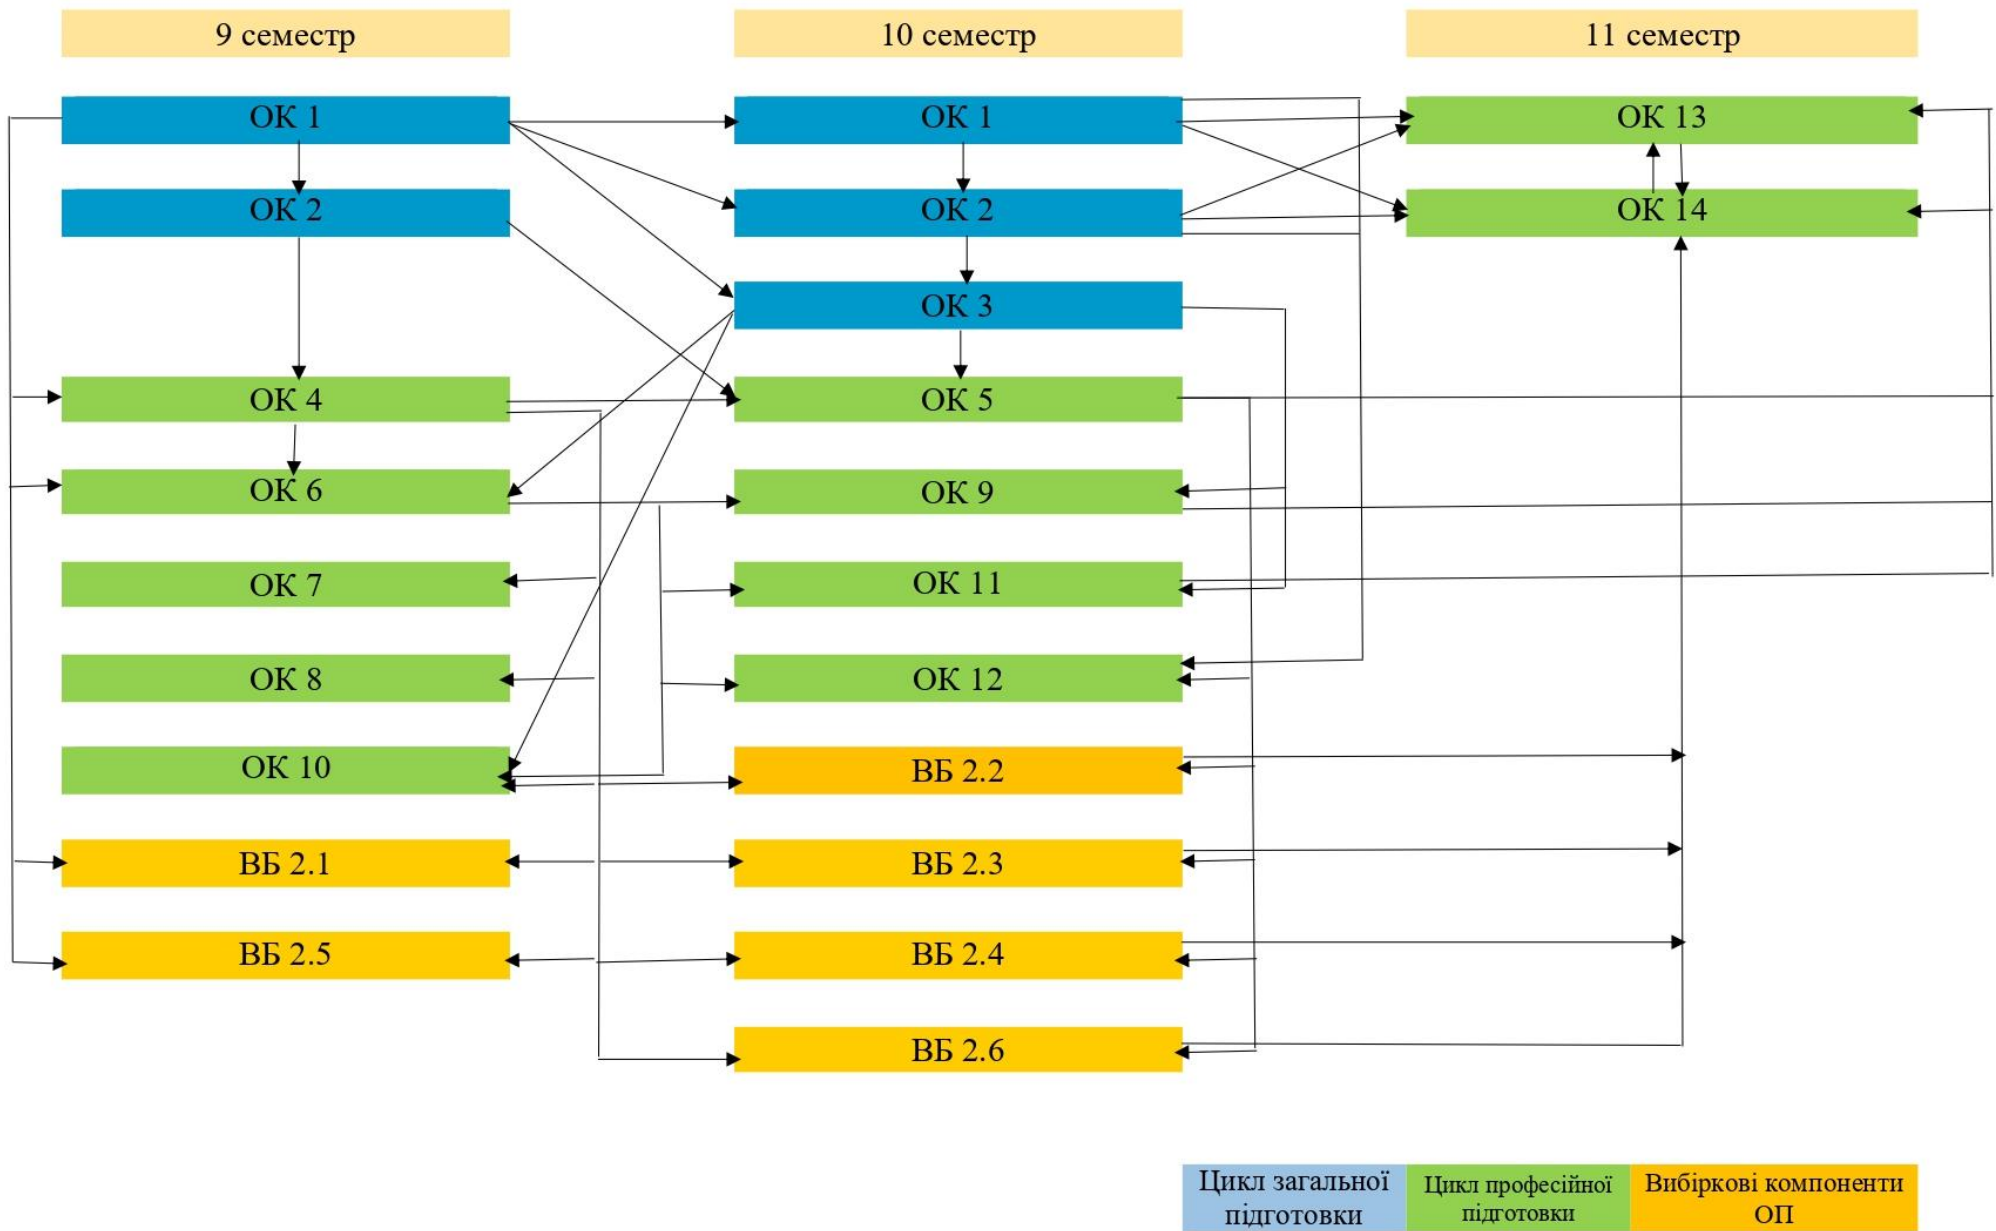 9 семестр
10 семестр
11 семестр
ОК 1
ОК 1
ОК 13
ОК 2
ОК 2
ОК 14
ОК 3
ОК 4
ОК 5
ОК 6
ОК 9
ОК 7
ОК 11
ОК 8
ОК 12
ОК 10
ВБ 2.2
ВБ 2.1
ВБ 2.3
ВБ 2.5
ВБ 2.4
ВБ 2.6
Цикл загальної
підготовки
Цикл професійної
підготовки
Вибіркові компоненти
ОП